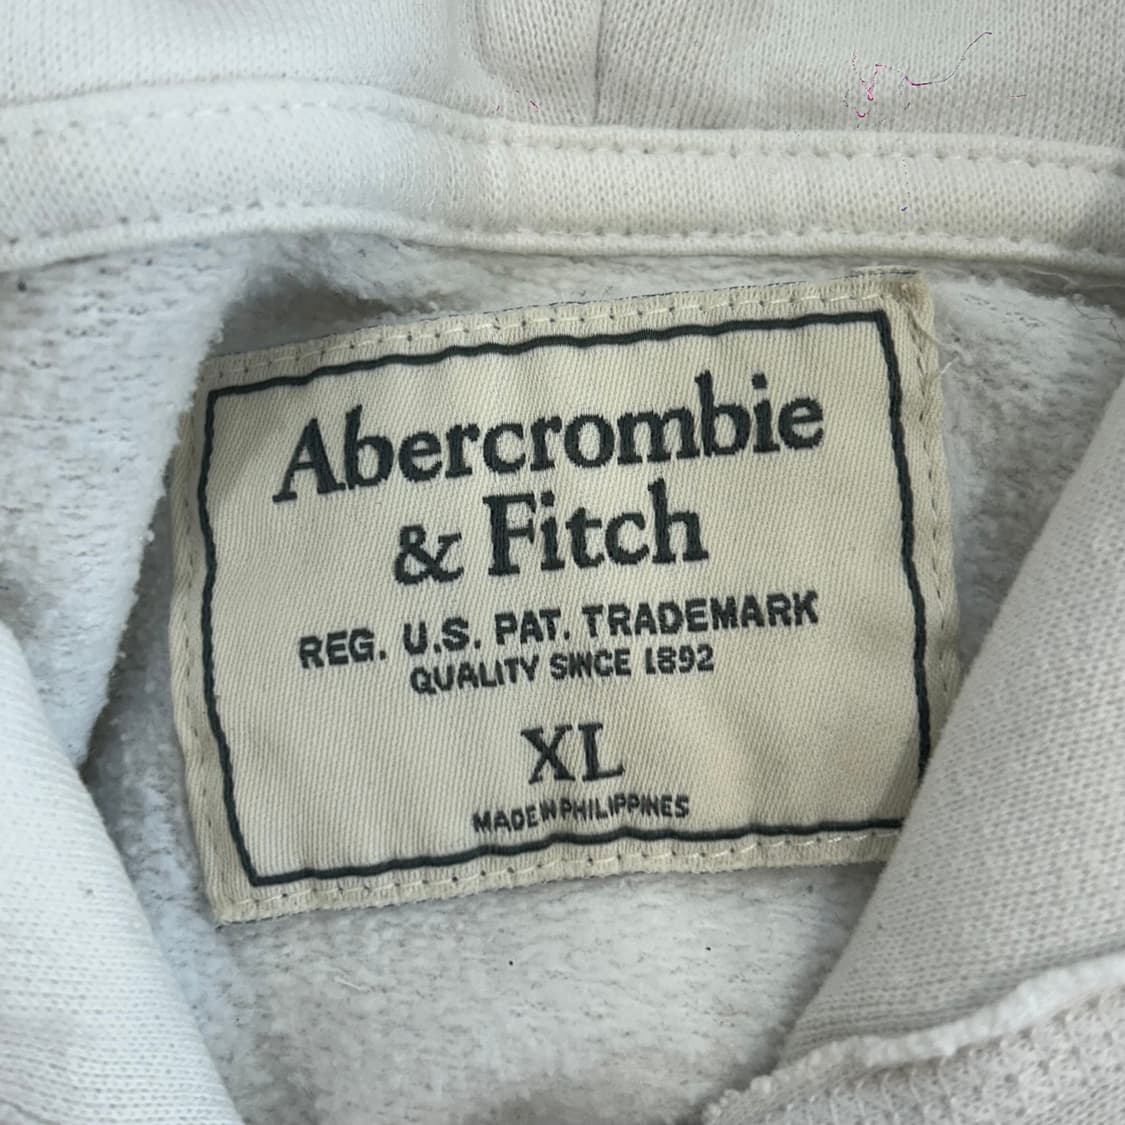 Abercrombie
& Fitch
REG. U.S. PAT. TRADEMARK
QUALITY SINCE 1892
XL
MADE IN PHILIPPINES